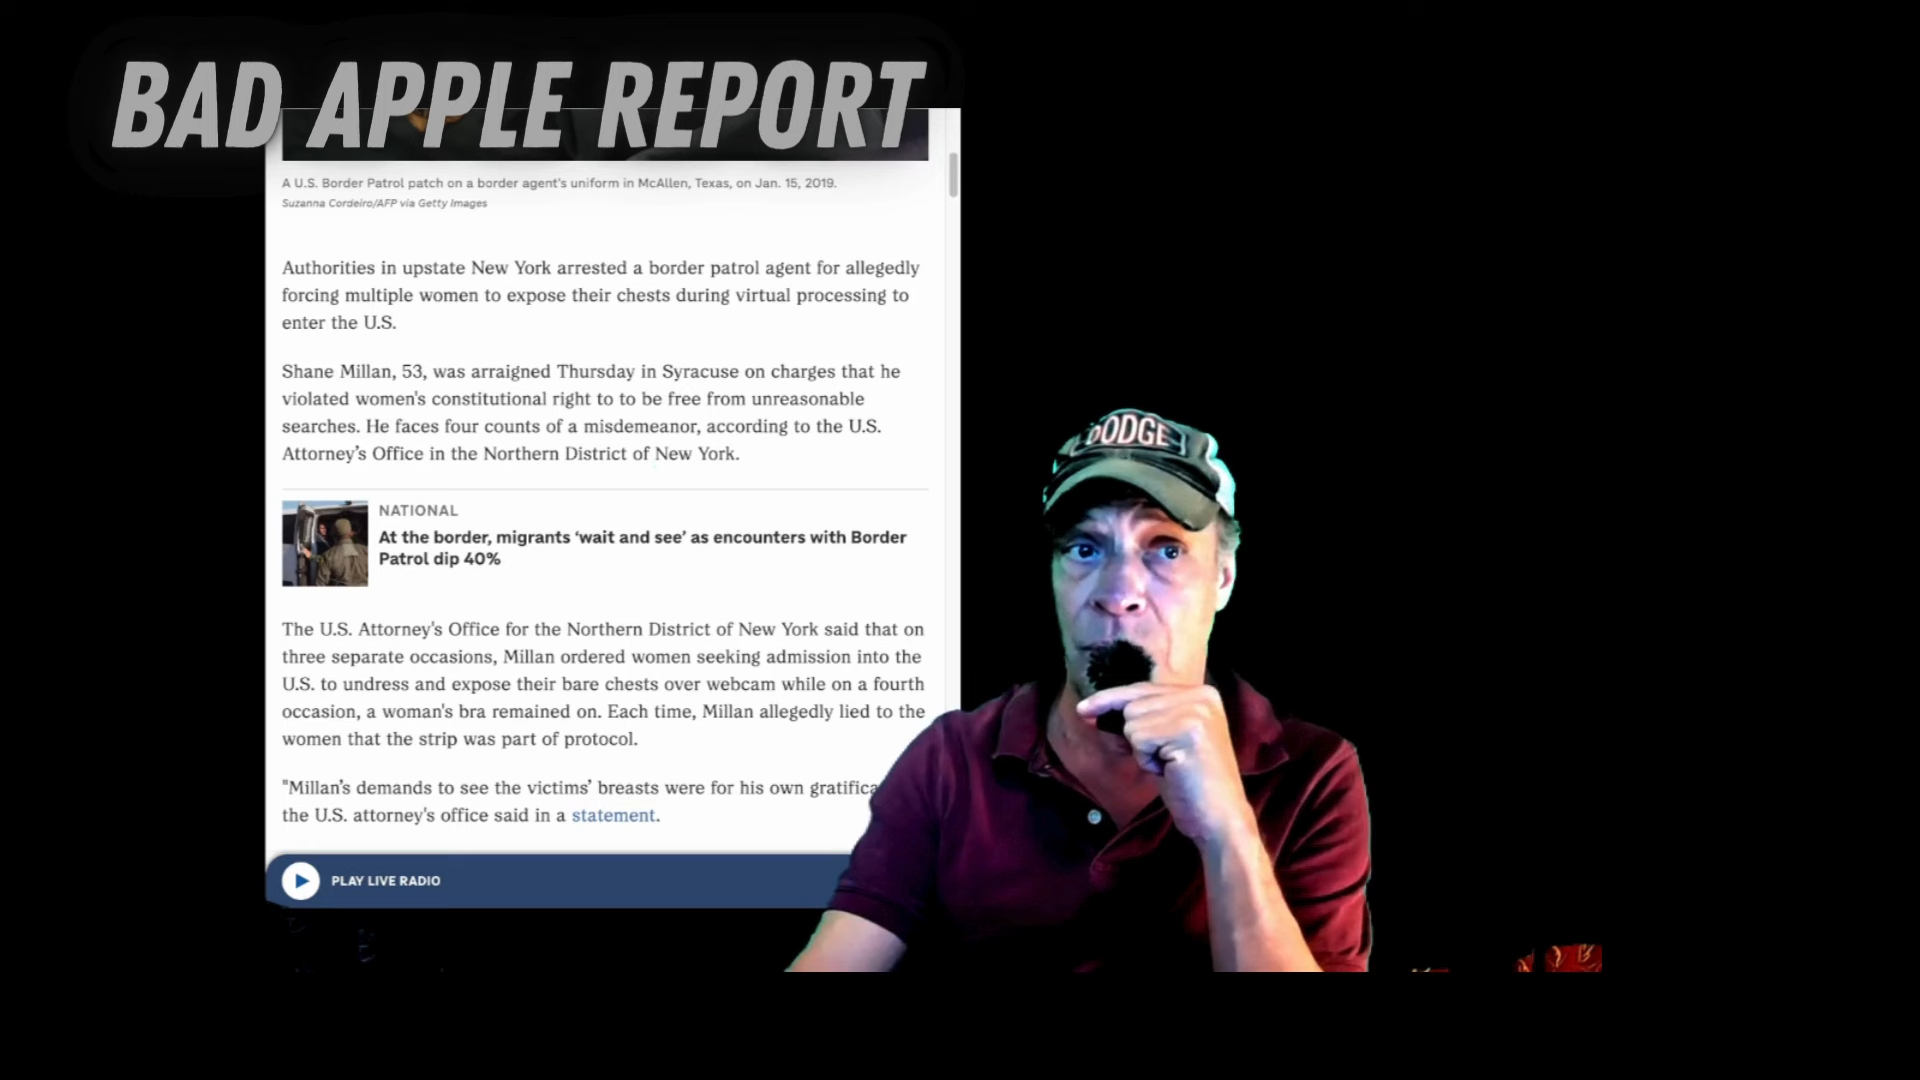 BAD APPLE REPORT
A U.S. Border Patrol patch on a border agent's uniform in McAllen, Texas, on Jan. 15, 2019.
Suzanna Cordeiro/AFP via Getty Images
Authorities in upstate New York arrested a border patrol agent for allegedly
forcing multiple women to expose their chests during virtual processing to
enter the U.S.
Shane Millan, 53, was arraigned Thursday in Syracuse on charges that he
violated women's constitutional right to to be free from unreasonable
searches. He faces four counts of a misdemeanor, according to the U.S.
Attorney's Office in the Northern District of New York.
NATIONAL
At the border, migrants ‘wait and see’ as encounters with Border
Patrol dip 40%
The U.S. Attorney's Office for the Northern District of New York said that on
three separate occasions, Millan ordered women seeking admission into the
U.S. to undress and expose their bare chests over webcam while on a fourth
occasion, a woman's bra remained on. Each time, Millan allegedly lied to the
women that the strip was part of protocol.
"Millan's demands to see the victims' breasts were for his own
the U.S. attorney's office said in a statement.
PLAY LIVE RADIO
DODGE